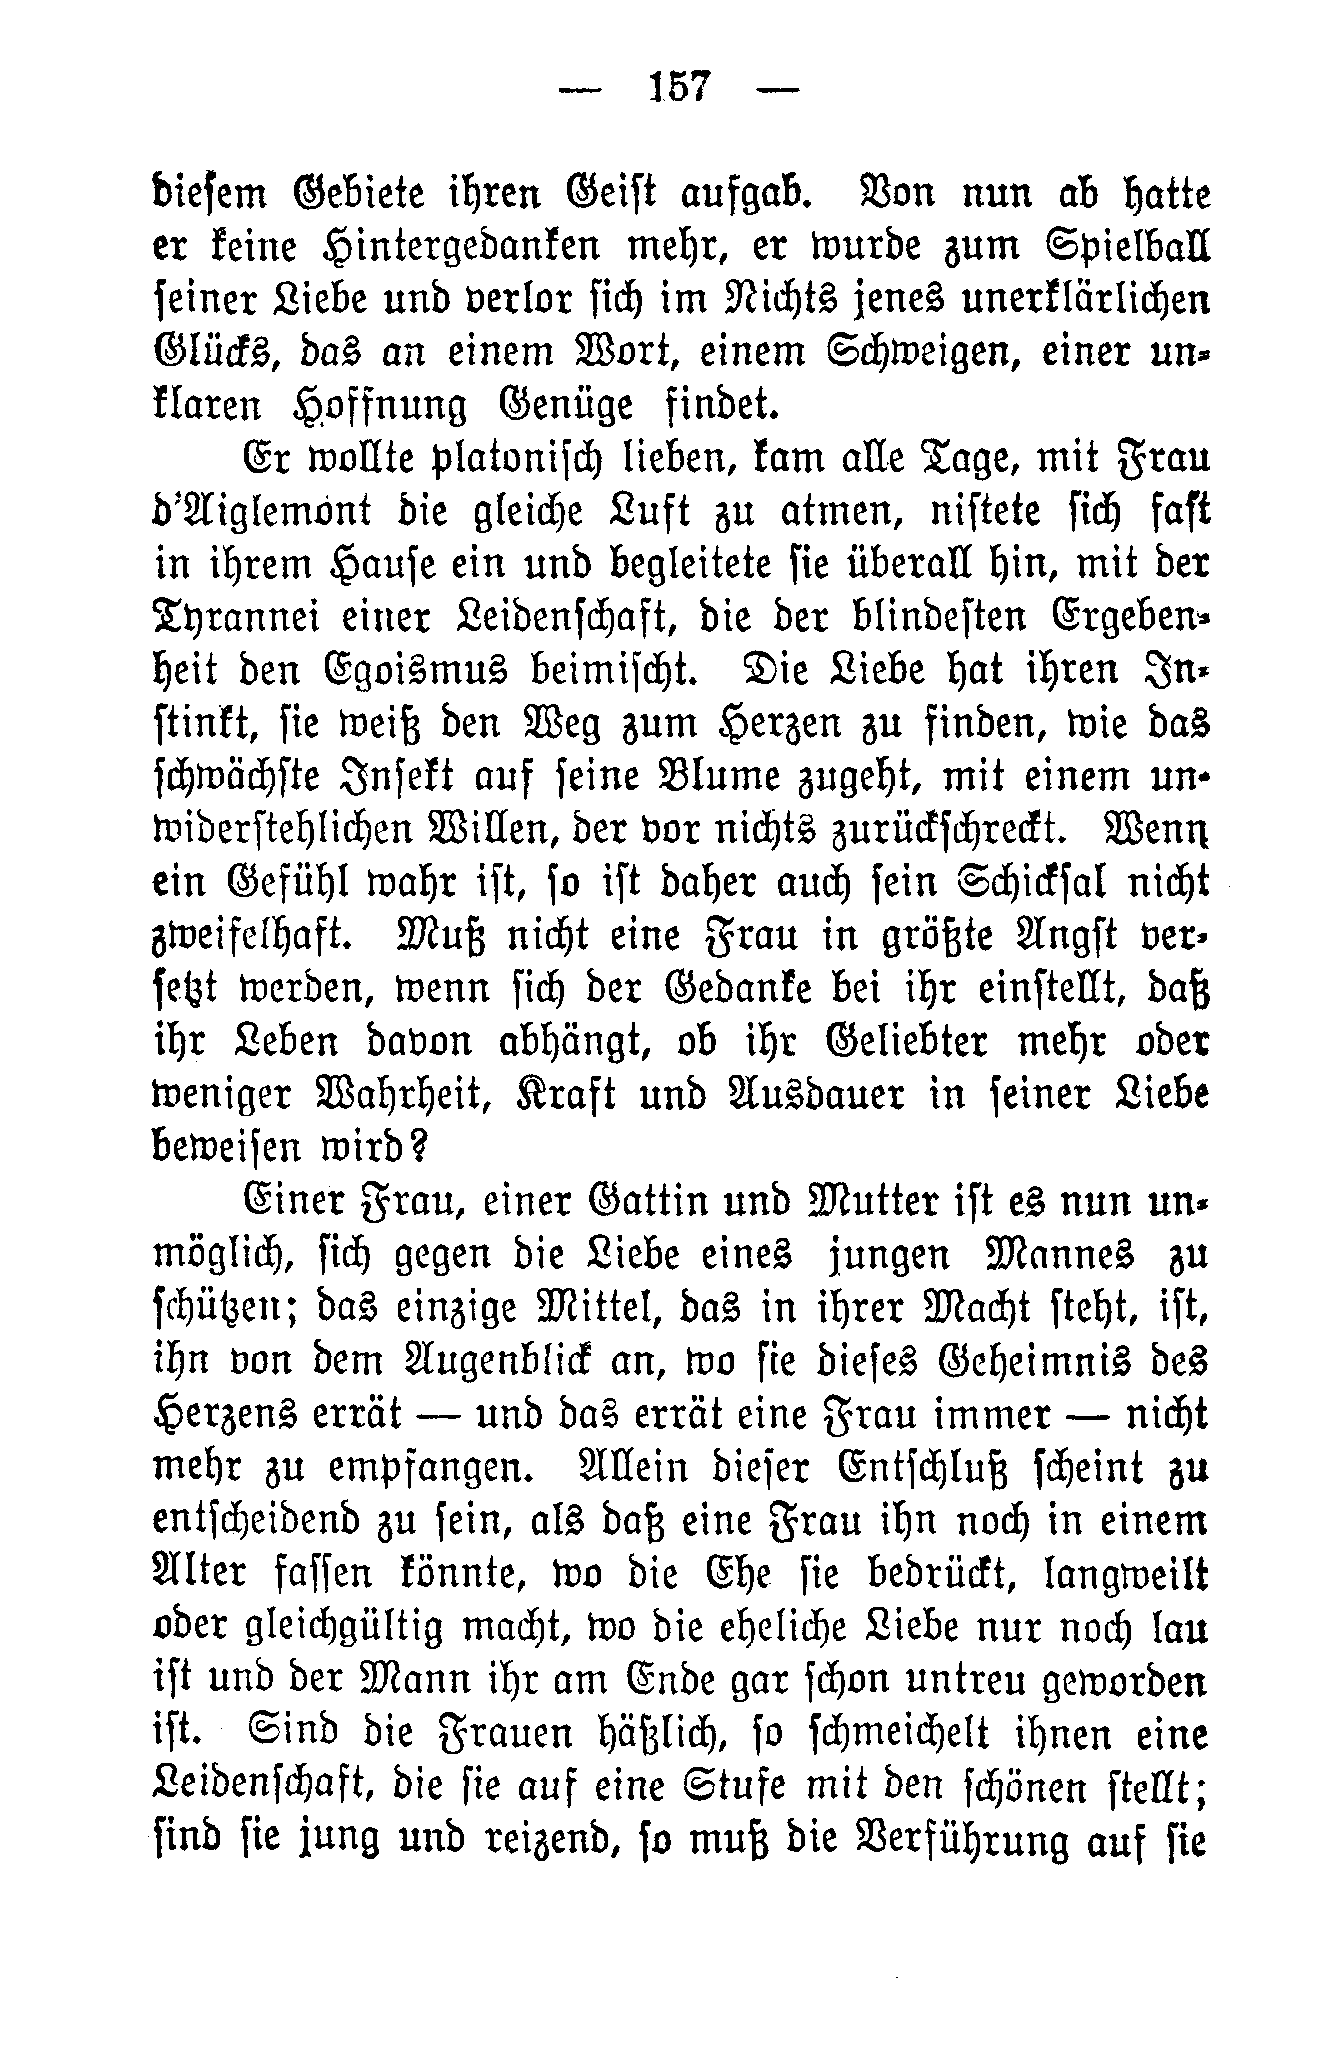 — 157 —
diesem Gebiete ihren Geist aufgab. Von nun ab hatte
er keine Hintergedanken mehr, er wurde zum Spielball
seiner Liebe und verlor sich im Nichts jenes unerklärlichen
Glücks, das an einem Wort, einem Schweigen, einer un-
klaren Hoffnung Genüge findet.
Er wollte platonisch lieben, kam alle Tage, mit Frau
d'Aiglemont die gleiche Luft zu atmen, nistete sich fast
in ihrem Hause ein und begleitete sie überall hin, mit der
Tyrannei einer Leidenschaft, die der blindesten Ergeben-
heit den Egoismus beimischt. Die Liebe hat ihren In-
stinkt, sie weiß den Weg zum Herzen zu finden, wie das
schwächste Insekt auf seine Blume zugeht, mit einem un-
widerstehlichen Willen, der vor nichts zurückschreckt. Wenn
ein Gefühl wahr ist, so ist daher auch sein Schicksal nicht
zweifelhaft. Muß nicht eine Frau in größte Angst ver-
setzt werden, wenn sich der Gedanke bei ihr einstellt, daß
ihr Leben davon abhängt, ob ihr Geliebter mehr oder
weniger Wahrheit, Kraft und Ausdauer in seiner Liebe
beweisen wird?
Einer Frau, einer Gattin und Mutter ist es nun un-
möglich, sich gegen die Liebe eines jungen Mannes zu
schützen; das einzige Mittel, das in ihrer Macht steht, ist,
ihn von dem Augenblick an, wo sie dieses Geheimnis des
Herzens errät — und das errät eine Frau immer — nicht
mehr zu empfangen. Allein dieser Entschluß scheint zu
entscheidend zu sein, als daß eine Frau ihn noch in einem
Alter fassen könnte, wo die Ehe sie bedrückt, langweilt
oder gleichgültig macht, wo die eheliche Liebe nur noch lau
ist und der Mann ihr am Ende gar schon untreu geworden
ist. Sind die Frauen häßlich, so schmeichelt ihnen eine
Leidenschaft, die sie auf eine Stufe mit den schönen stellt;
sind sie jung und reizend, so muß die Verführung auf sie